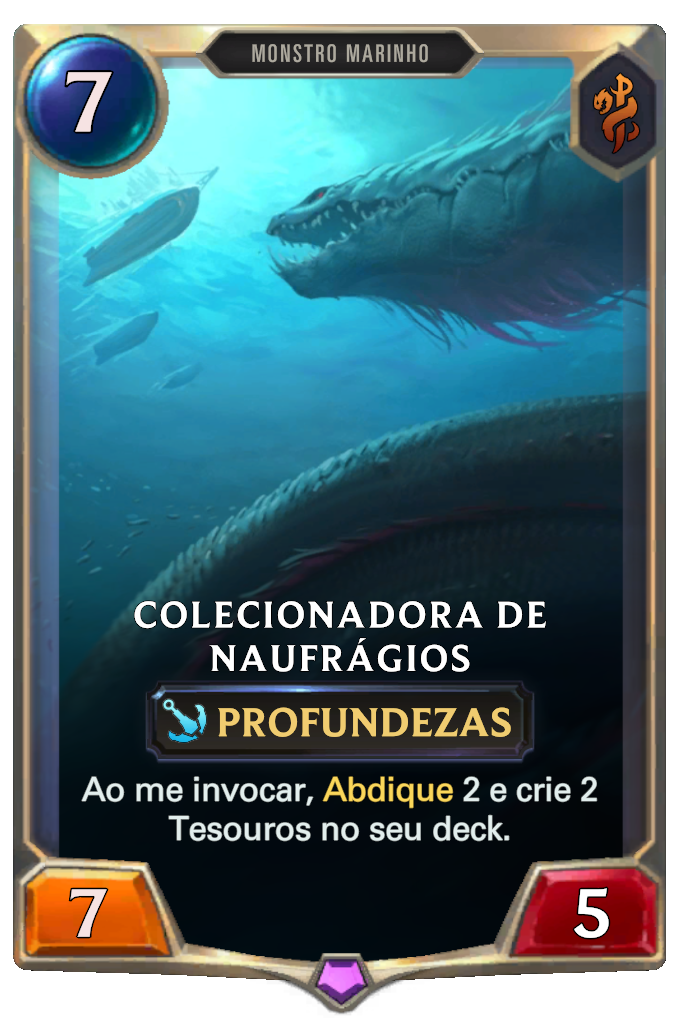 7
MONSTRO MARINHO
COLECIONADORA DE
NAUFRÁGIOS
PROFUNDEZAS
Ao me invocar, Abdique 2 e crie 2
Tesouros no seu deck.
7
5